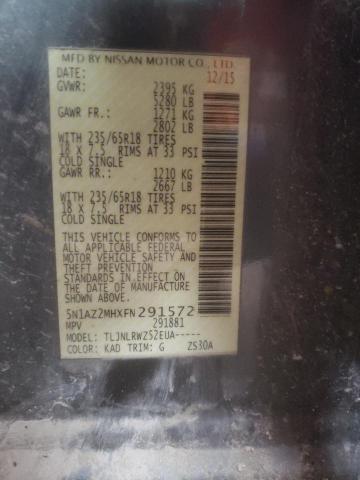 MFD BY NISSAN MOTOR CO., LTD.
DATE: 12/15
GVWR: 2395 KG
5280 LB
GAWR FR.: 1271 KG
2802 LB
WITH 235/65R18 TIRES
18 X 7.5 RIMS AT 33 PSI
COLD SINGLE
GAWR RR.: 1210 KG
2667 LB
WITH 235/65R18 TIRES
18 X 7.5 RIMS AT 33 PSI
COLD SINGLE
THIS VEHICLE CONFORMS TO
ALL APPLICABLE FEDERAL
MOTOR VEHICLE SAFETY AND
THEFT PREVENTION
STANDARDS IN EFFECT ON
THE DATE OF MANUFACTURE
SHOWN ABOVE.
5N1AZ2MHXFN291572
MPV 291881
MODEL: TLJNLRWZ52EUA-----
COLOR: KAD TRIM: G ZS30A